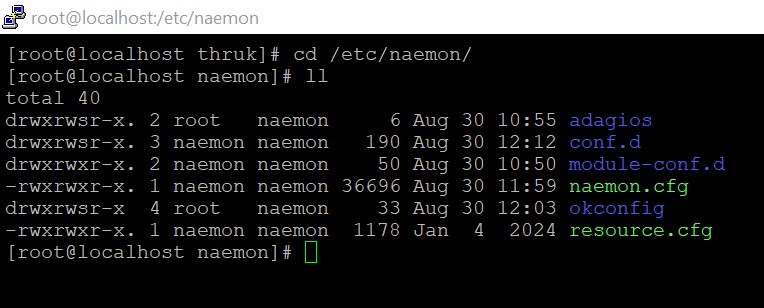 root@localhost:/etc/naemon
[root@localhost thruk]# cd /etc/naemon/
[root@localhost naemon]# ll
total 40
drwxrwsr-x. 2 root   naemon     6 Aug 30 10:55 adagios
drwxrwsr-x. 3 naemon naemon   190 Aug 30 12:12 conf.d
drwxrwsr-x. 2 naemon naemon    50 Aug 30 10:50 module-conf.d
-rwxrwxr-x. 1 naemon naemon 36696 Aug 30 11:59 naemon.cfg
drwxrwsr-x  4 root   naemon    33 Aug 30 12:03 okconfig
-rwxrwxr-x. 1 naemon naemon  1178 Jan  4  2024 resource.cfg
[root@localhost naemon]#